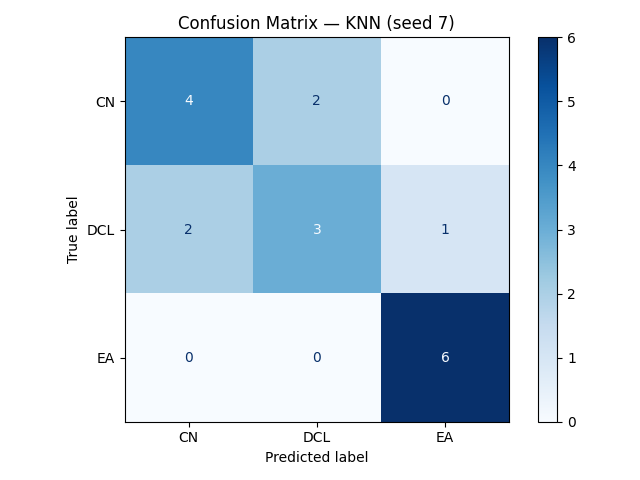 Confusion Matrix — KNN (seed 7)
6
CN 4 2 0
5
4
True label
DCL 2 3 1
3
2
EA 0 0 6
1
0
CN DCL EA
Predicted label